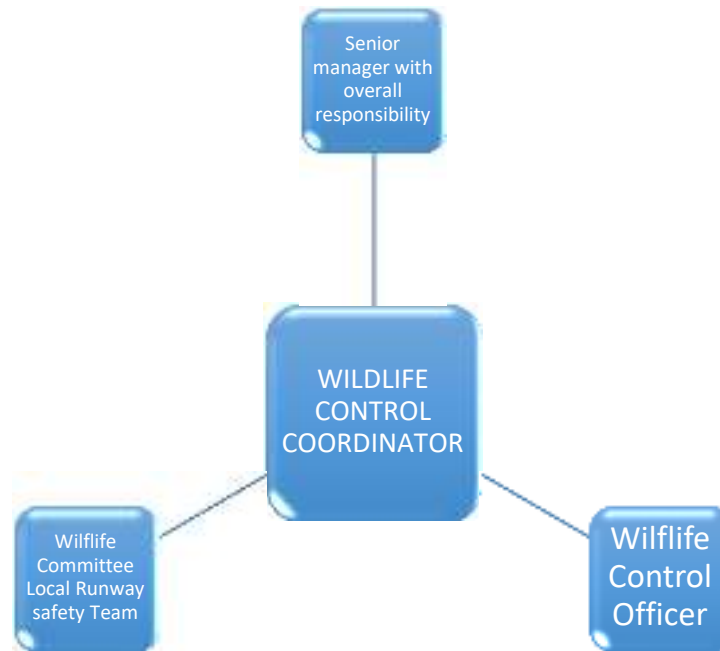 Senior
manager with
overall
responsibility
WILDLIFE
CONTROL
COORDINATOR
Wilflife
Committee
Local Runway
safety Team
Wilflife
Control
Officer